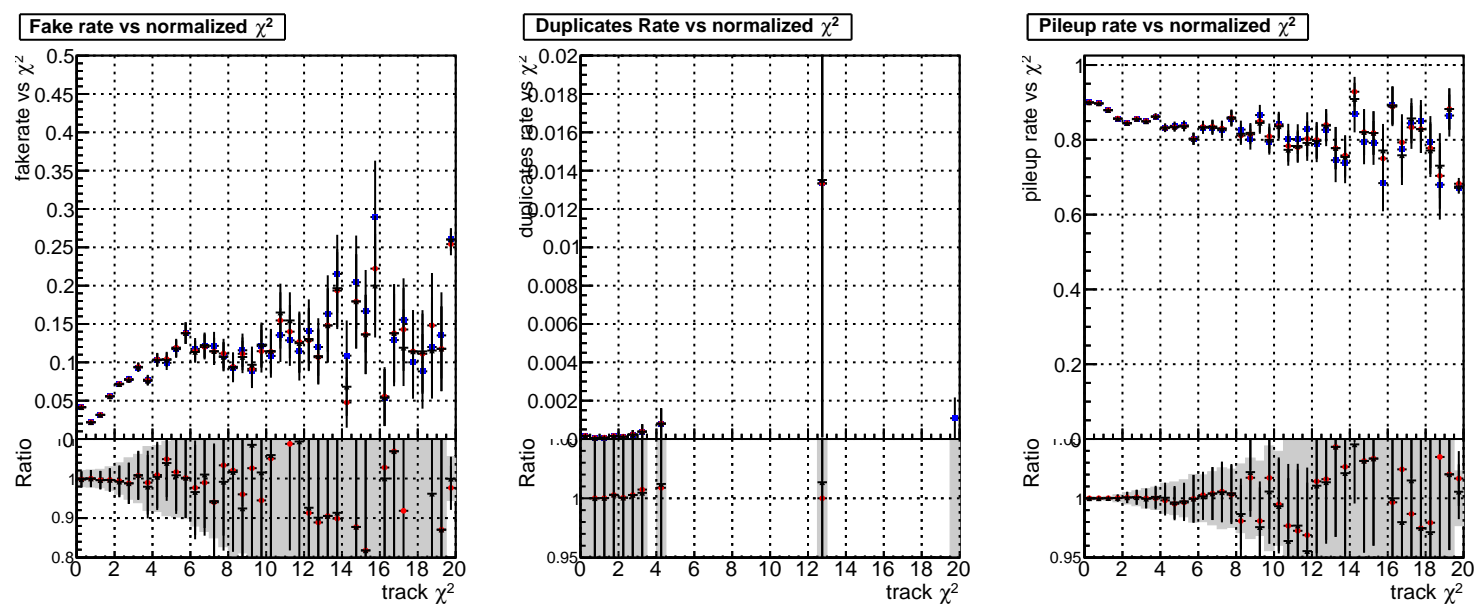 Fake rate vs normalized χ²
fakerate vs χ²
0.5
0.45
0.4
0.35
0.3
0.25
0.2
0.15
0.1
0.05
0
Ratio
1
0.9
0.8
0 2 4 6 8 10 12 14 16 18 20
track χ²
Duplicates Rate vs normalized χ²
duplicates rate vs χ²
0.02
0.018
0.016
0.014
0.012
0.01
0.008
0.006
0.004
0.002
Ratio
1
0.95
0 2 4 6 8 10 12 14 16 18 20
track χ²
Pileup rate vs normalized χ²
pileup rate vs χ²
1
0.8
0.6
0.4
0.2
Ratio
1
0.95
0 2 4 6 8 10 12 14 16 18 20
track χ²